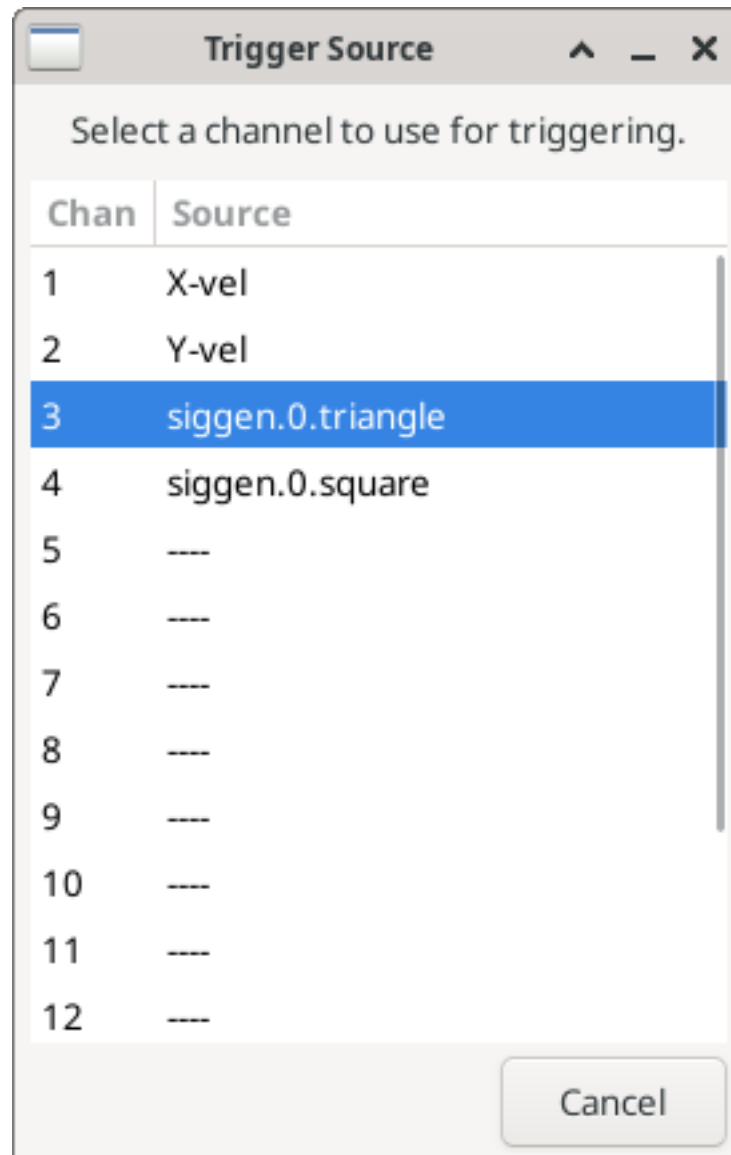 Trigger Source
Select a channel to use for triggering.
Chan Source
1 X-vel
2 Y-vel
3 siggen.0.triangle
4 siggen.0.square
5 ----
6 ----
7 ----
8 ----
9 ----
10 ----
11 ----
12 ----
Cancel